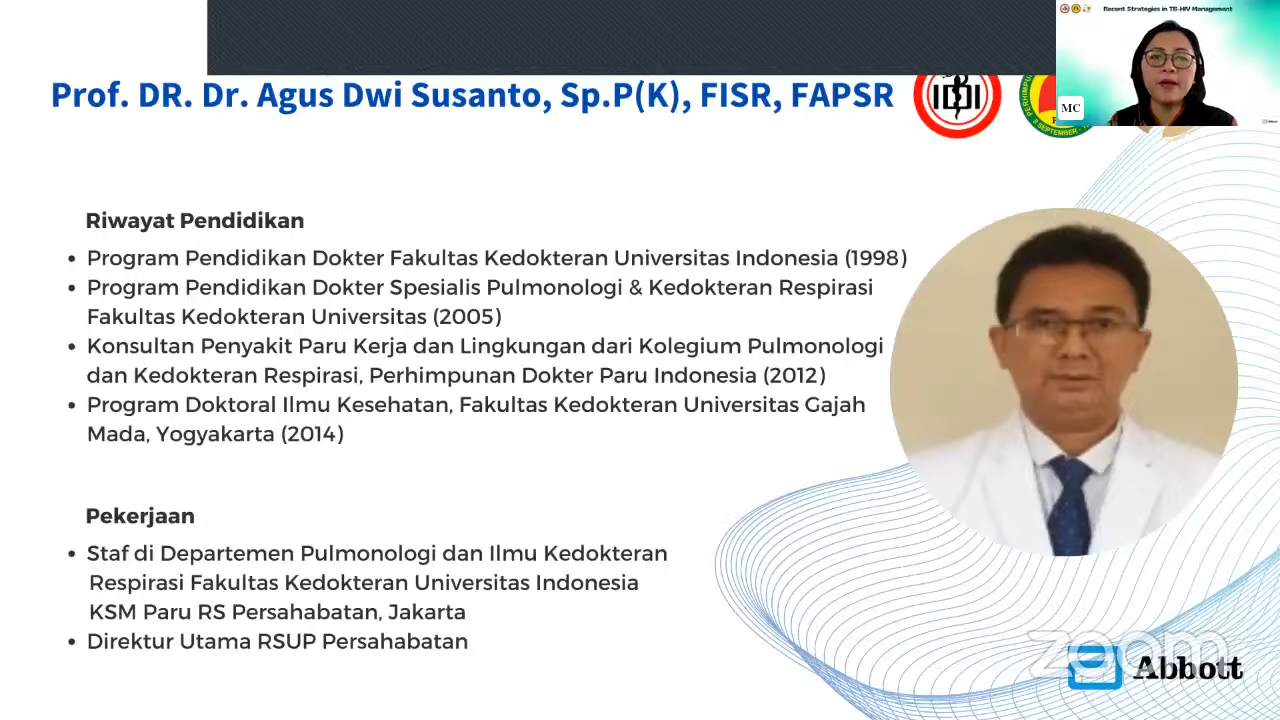 Recent Strategies in TB-HIV Management
MC
Prof. DR. Dr. Agus Dwi Susanto, Sp.P(K), FISR, FAPSR
IDI
Riwayat Pendidikan
• Program Pendidikan Dokter Fakultas Kedokteran Universitas Indonesia (1998)
• Program Pendidikan Dokter Spesialis Pulmonologi & Kedokteran Respirasi
Fakultas Kedokteran Universitas (2005)
• Konsultan Penyakit Paru Kerja dan Lingkungan dari Kolegium Pulmonologi
dan Kedokteran Respirasi, Perhimpunan Dokter Paru Indonesia (2012)
• Program Doktoral Ilmu Kesehatan, Fakultas Kedokteran Universitas Gajah
Mada, Yogyakarta (2014)
Pekerjaan
• Staf di Departemen Pulmonologi dan Ilmu Kedokteran
Respirasi Fakultas Kedokteran Universitas Indonesia
KSM Paru RS Persahabatan, Jakarta
• Direktur Utama RSUP Persahabatan
zoom
Abbott